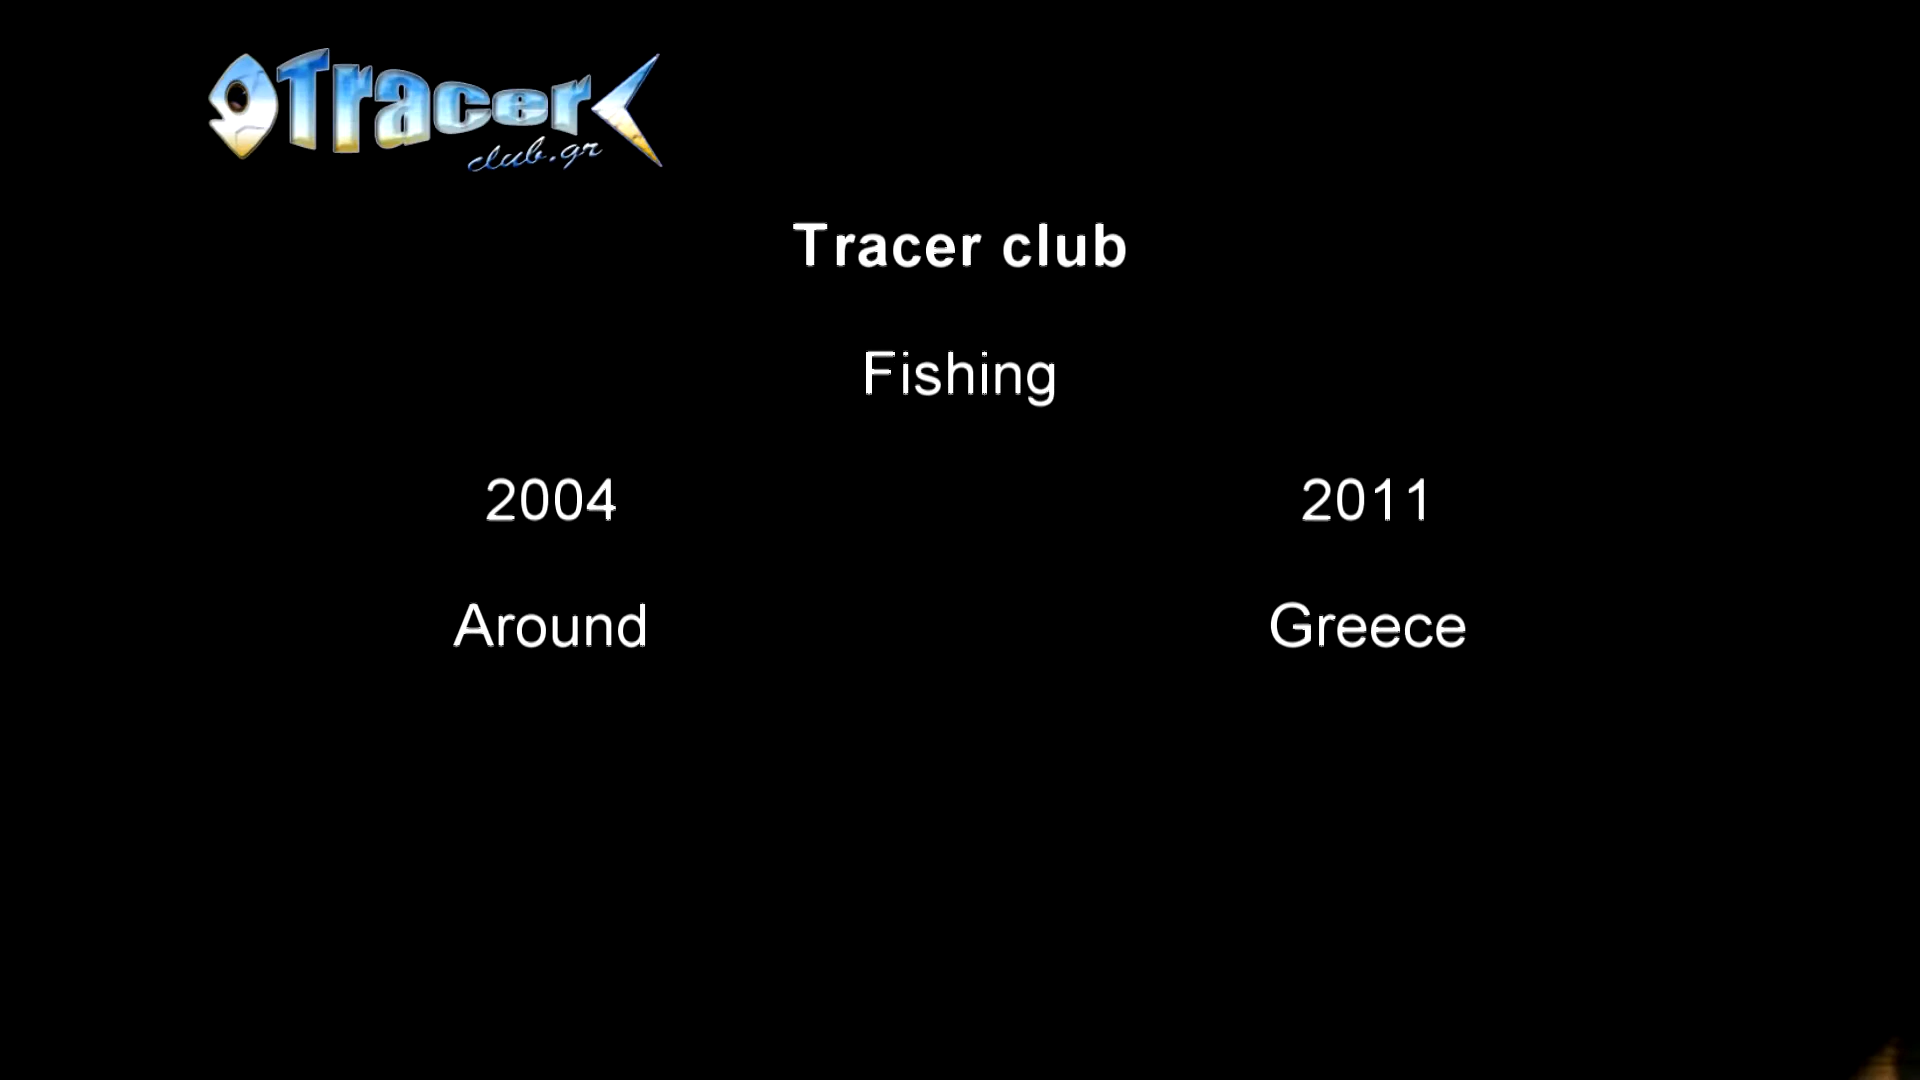 Tracer
club.gr
Tracer club
Fishing
2004 2011
Around Greece